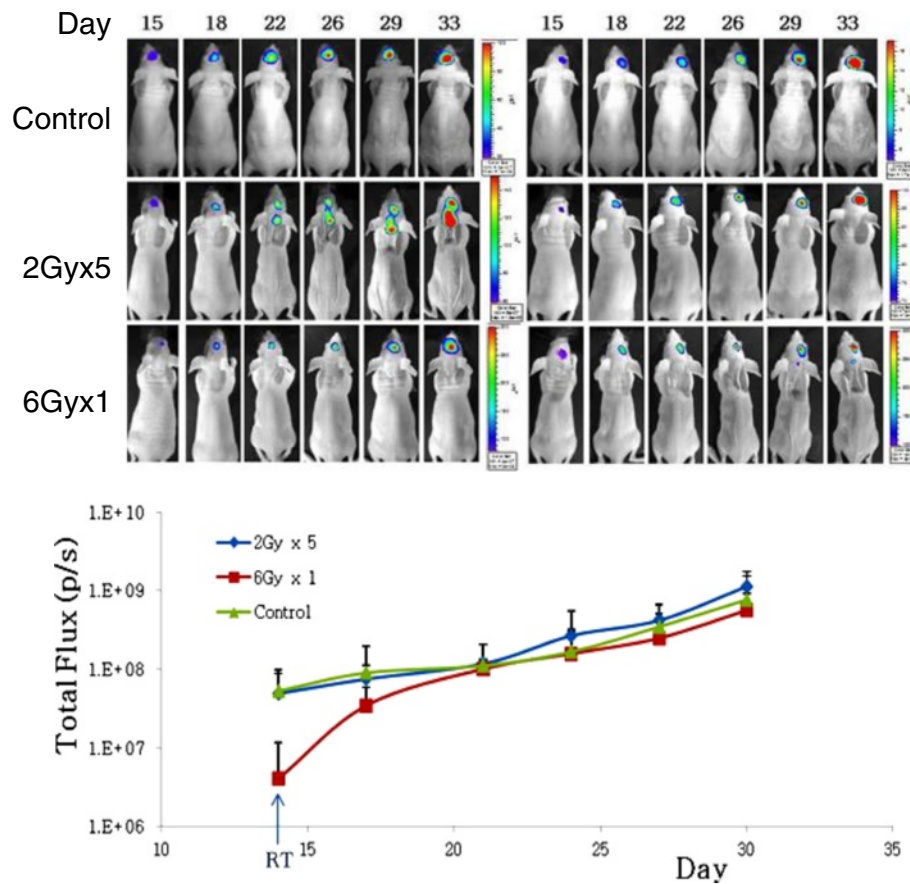 Day 15 18 22 26 29 33 15 18 22 26 29 33
Control
2Gyx5
6Gyx1
1.E+10
1.E+09
1.E+08
1.E+07
1.E+06
Total Flux (p/s)
2Gy x 5
6Gy x 1
Control
10 15 20 25 30 35
RT
Day